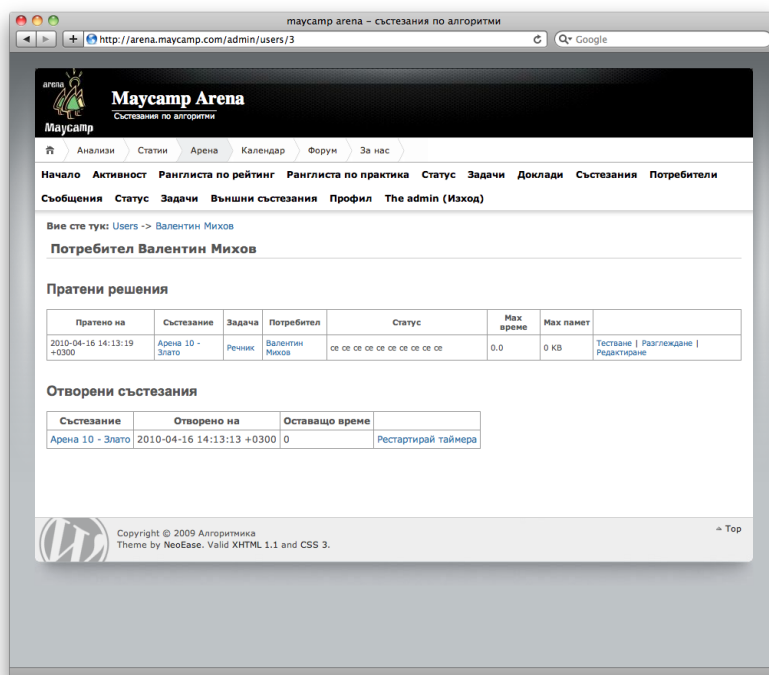 maycamp arena – състезания по алгоритми
http://arena.maycamp.com/admin/users/3
Google
arena
Maycamp
Maycamp Arena
Състезания по алгоритми
Анализи Статии Арена Календар Форум За нас
Начало Активност Ранглиста по рейтинг Ранглиста по практика Статус Задачи Доклади Състезания Потребители
Съобщения Статус Задачи Външни състезания Профил The admin (Изход)
Вие сте тук: Users -> Валентин Михов
Потребител Валентин Михов
Пратени решения
Пратено на Състезание Задача Потребител Статус Max време Max памет
2010-04-16 14:13:19 +0300 Арена 10 - Злато Речник Валентин Михов ce ce ce ce ce ce ce ce ce ce 0.0 0 KB Тестване | Разглеждане | Редактиране
Отворени състезания
Състезание Отворено на Оставащо време
Арена 10 - Злато 2010-04-16 14:13:13 +0300 0 Рестартирай таймера
Copyright © 2009 Алгоритмика
Theme by NeoEase. Valid XHTML 1.1 and CSS 3.
Top